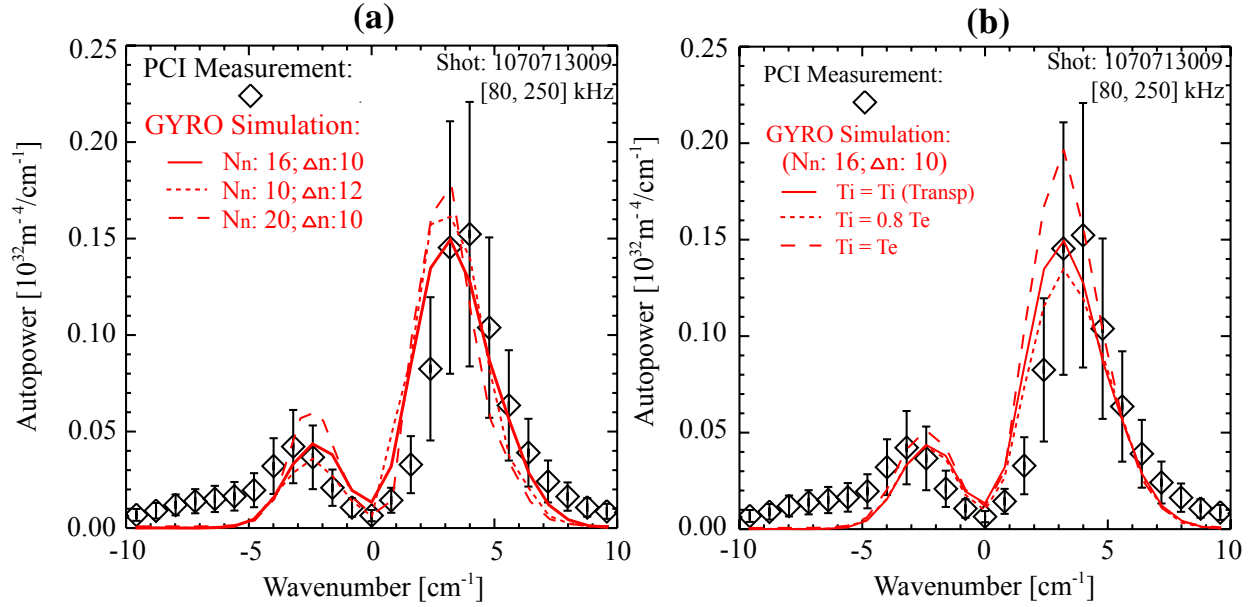 (a)
0.25
0.20
0.15
0.10
0.05
0.00
Autopower [10³²m⁻⁴/cm⁻¹]
PCI Measurement:
Shot: 1070713009
[80, 250] kHz
GYRO Simulation:
Nn: 16; Δn:10
Nn: 10; Δn:12
Nn: 20; Δn:10
-10 -5 0 5 10
Wavenumber [cm⁻¹]
(b)
0.25
0.20
0.15
0.10
0.05
0.00
Autopower [10³²m⁻⁴/cm⁻¹]
PCI Measurement:
Shot: 1070713009
[80, 250] kHz
GYRO Simulation:
(Nn: 16; Δn: 10)
Ti = Ti (Transp)
Ti = 0.8 Te
Ti = Te
-10 -5 0 5 10
Wavenumber [cm⁻¹]